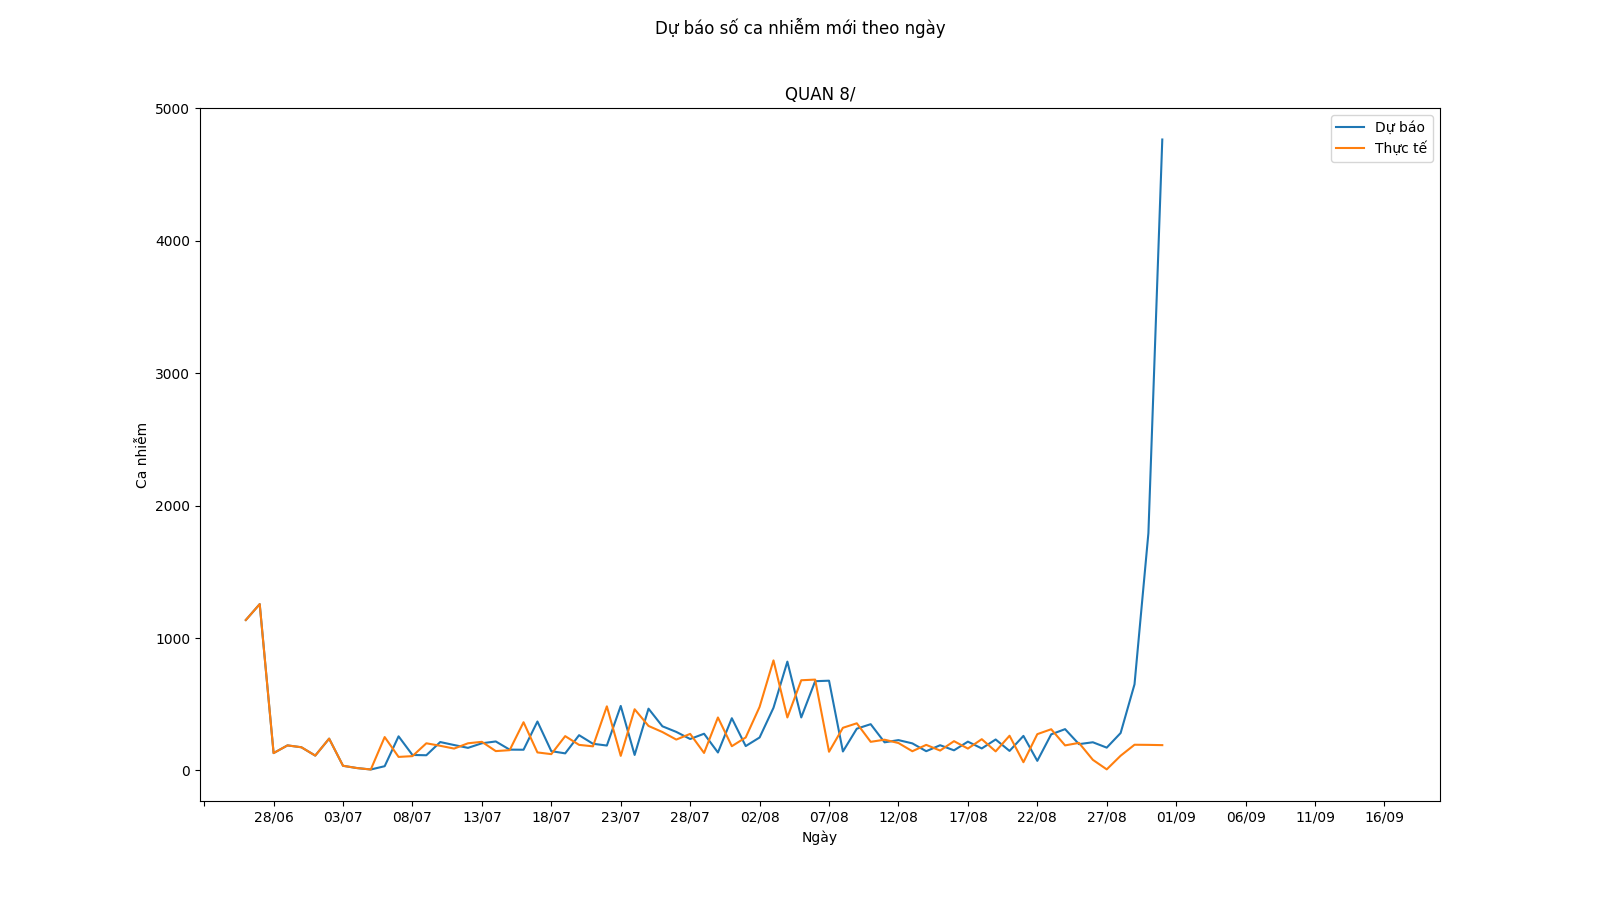 Dự báo số ca nhiễm mới theo ngày
QUAN 8/
Dự báo
Thực tế
5000
4000
3000
2000
1000
0
Ca nhiễm
28/06 03/07 08/07 13/07 18/07 23/07 28/07 02/08 07/08 12/08 17/08 22/08 27/08 01/09 06/09 11/09 16/09
Ngày